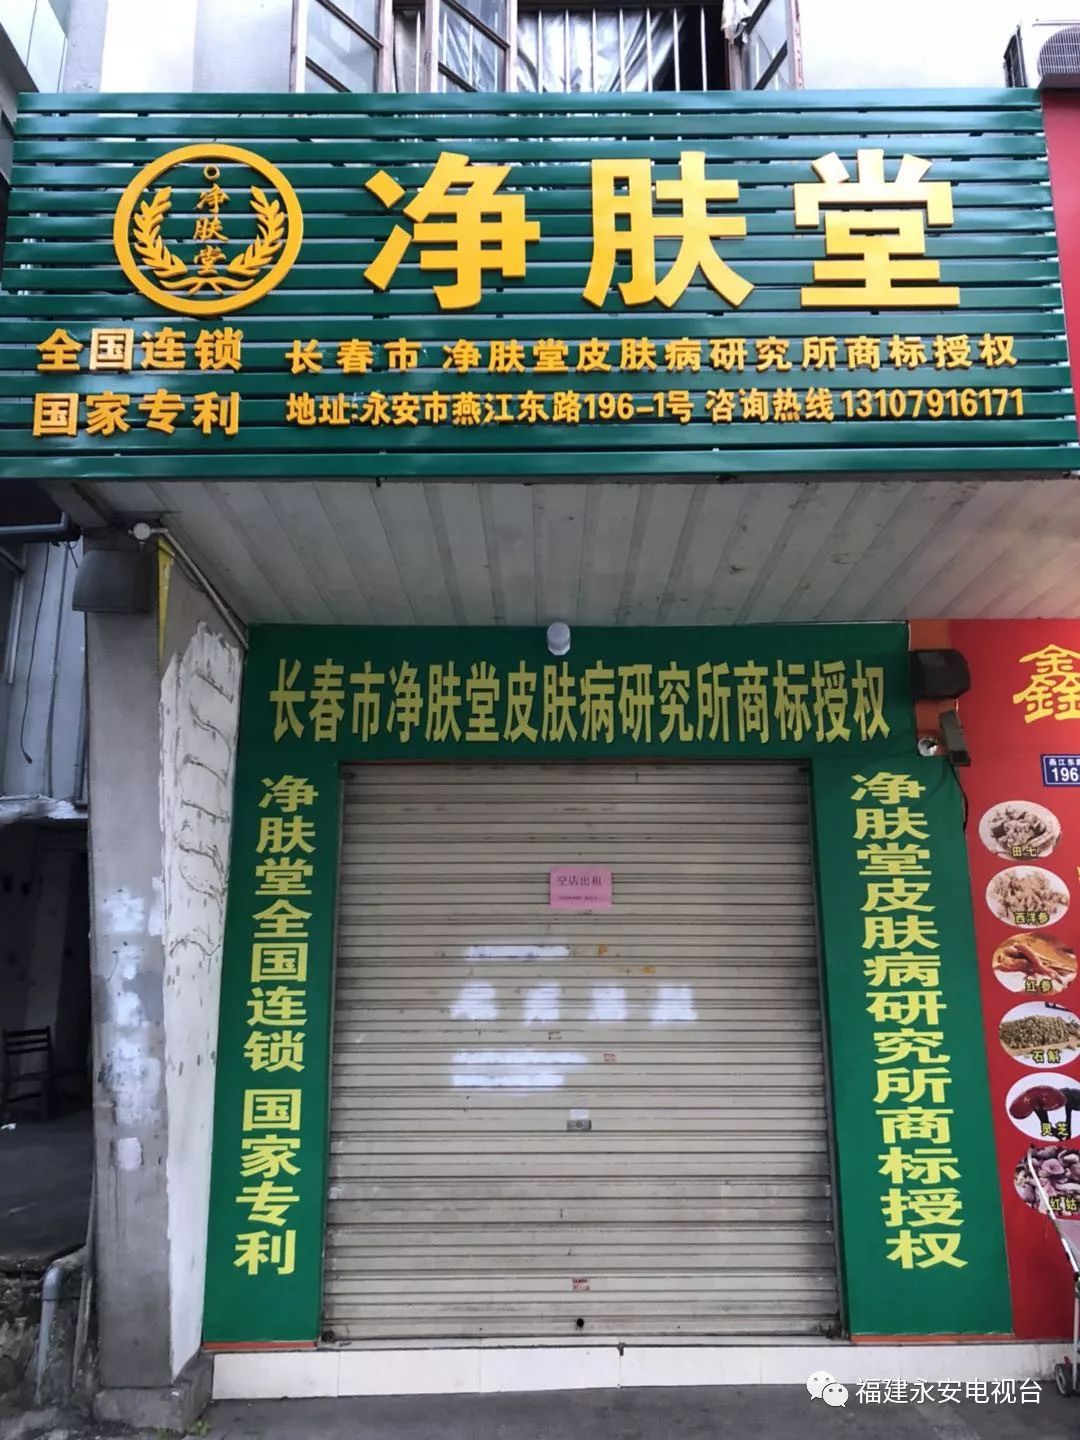 净肤堂
净肤堂
全国连锁
国家专利
长春市 净肤堂皮肤病研究所商标授权
地址:永安市燕江东路196-1号 咨询热线13107916171
长春市净肤堂皮肤病研究所商标授权
净肤堂全国连锁 国家专利
空店出租
净肤堂皮肤病研究所商标授权
鑫
燕江东路
196
田七
西洋参
红参
石斛
灵芝
红菇
福建永安电视台